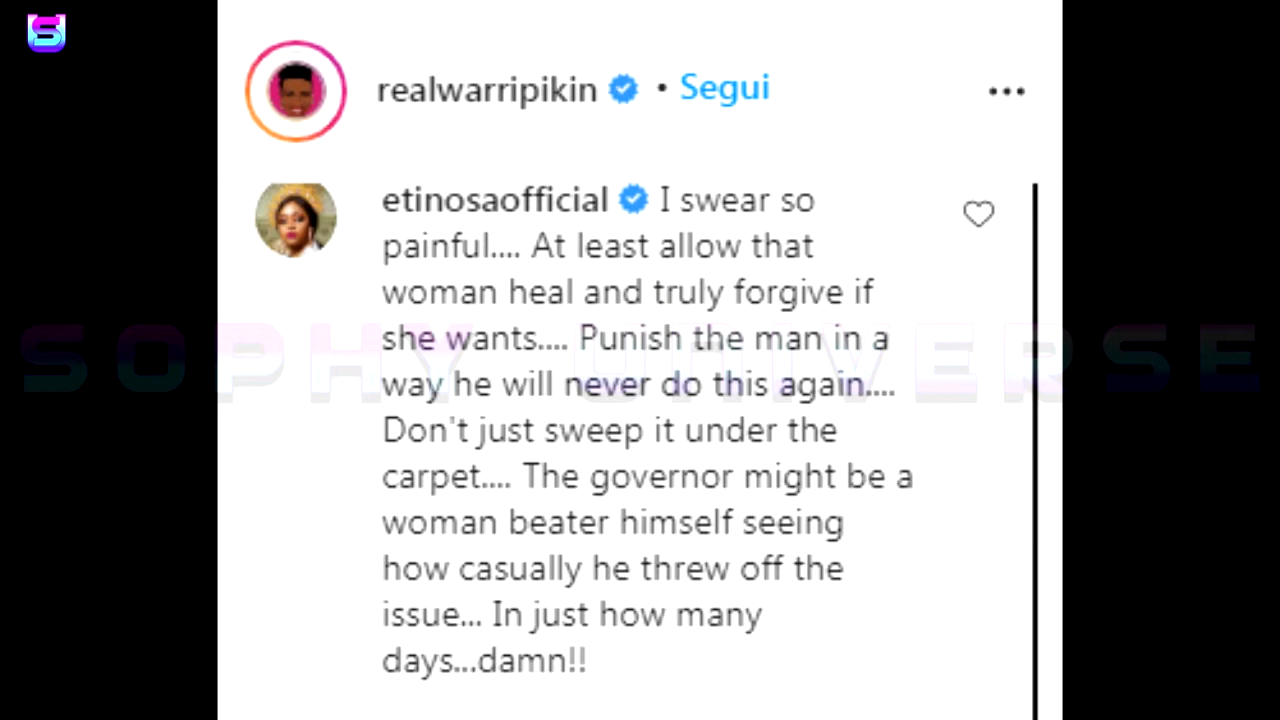 S
realwarripikin • Segui ...
etinosaofficial I swear so
painful.... At least allow that
woman heal and truly forgive if
she wants.... Punish the man in a
way he will never do this again....
Don't just sweep it under the
carpet.... The governor might be a
woman beater himself seeing
how casually he threw off the
issue... In just how many
days...damn!!
SOPHY UNIVERSE